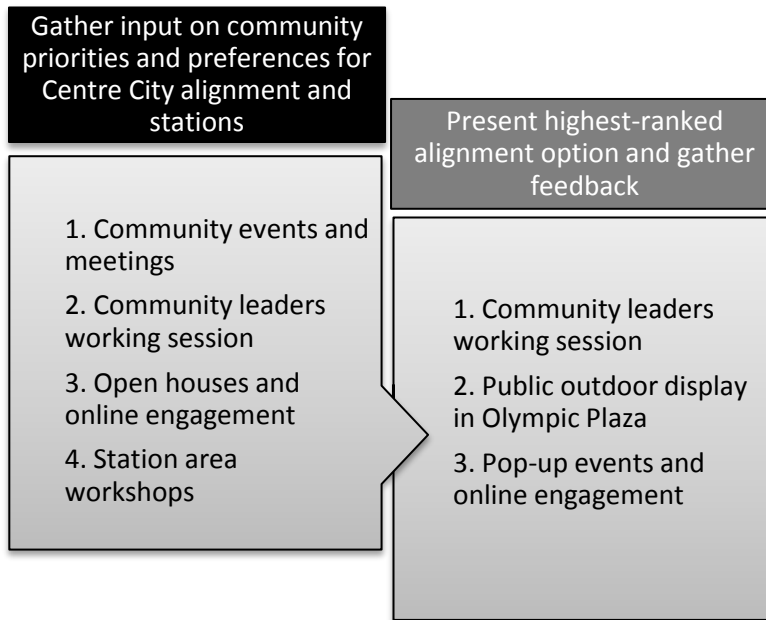 Gather input on community
priorities and preferences for
Centre City alignment and
stations
1. Community events and
meetings
2. Community leaders
working session
3. Open houses and
online engagement
4. Station area
workshops
Present highest-ranked
alignment option and gather
feedback
1. Community leaders
working session
2. Public outdoor display
in Olympic Plaza
3. Pop-up events and
online engagement